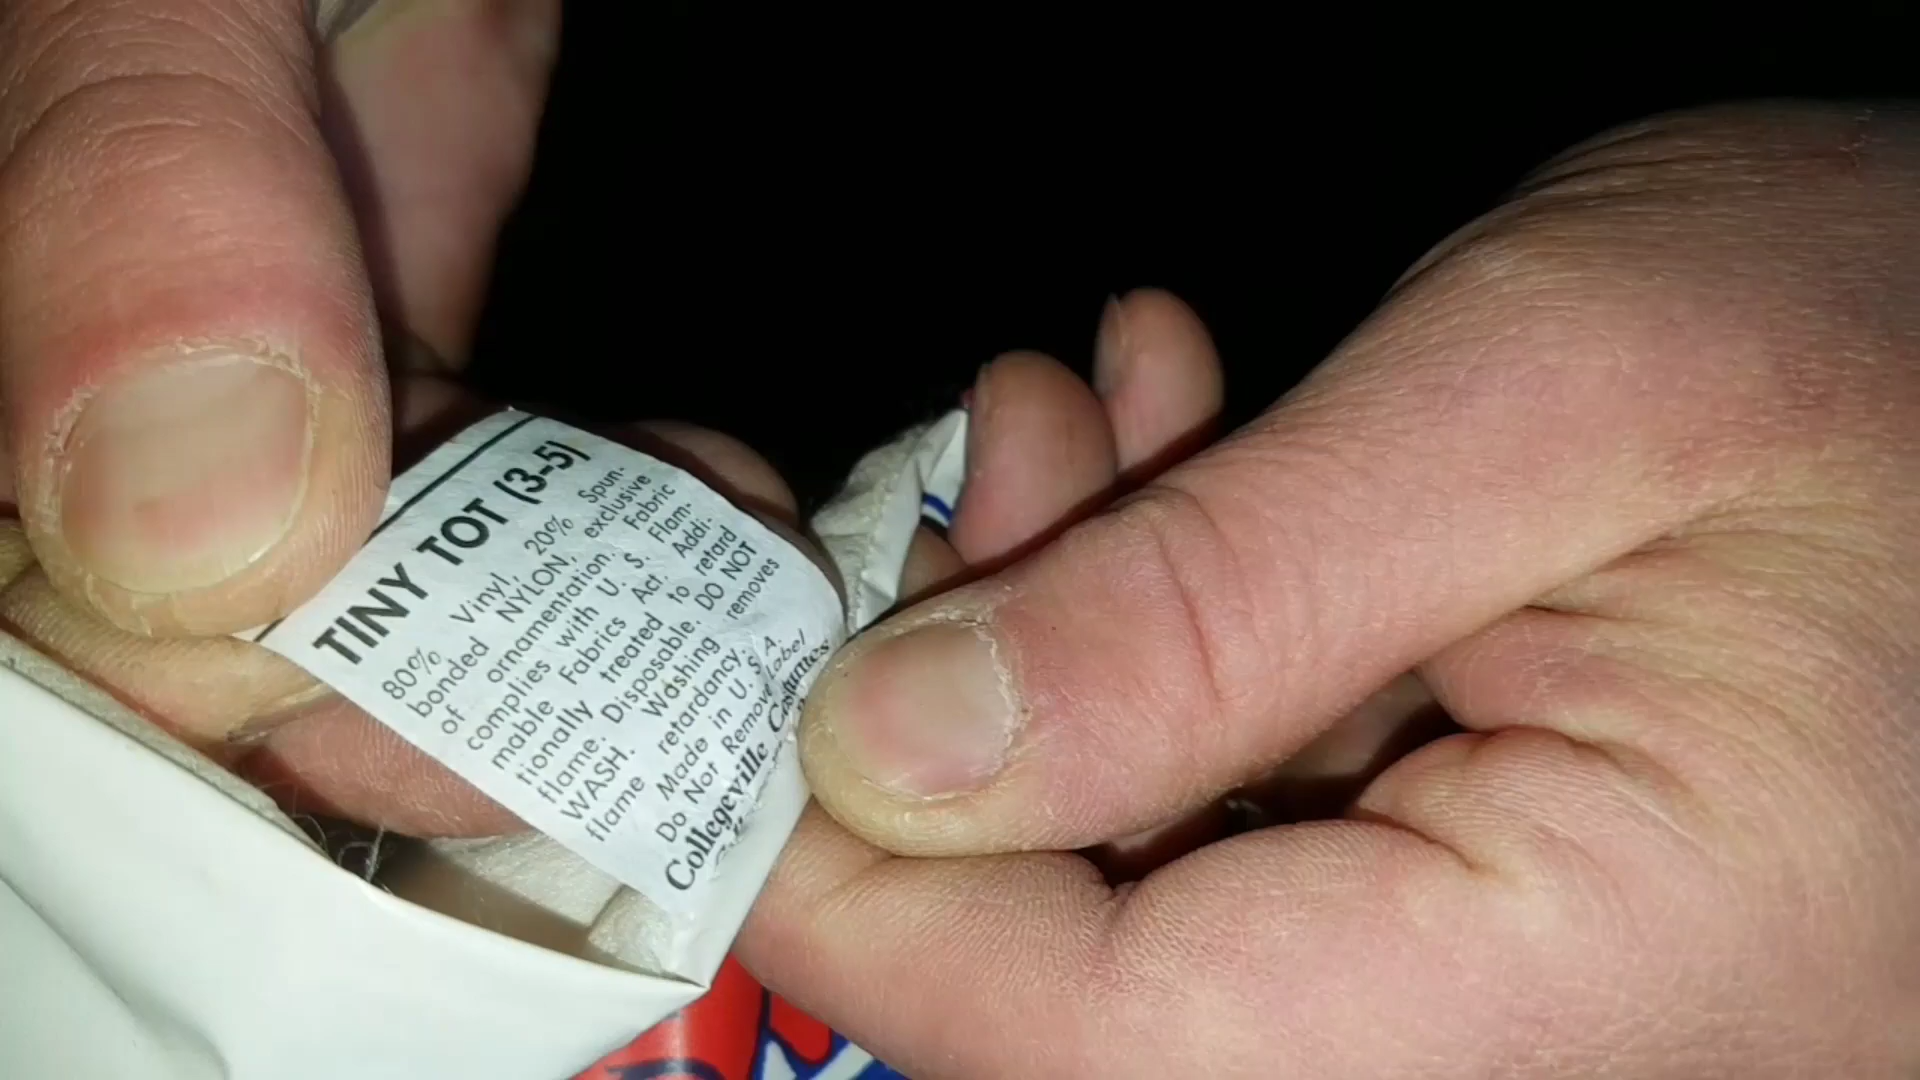 TINY TOT (3-5)
80% Vinyl, 20% Spun-
bonded NYLON, exclusive
of ornamentation. Fabric
complies with U. S. Flam-
mable Fabrics Act. Addi-
tionally treated to retard
flame. Disposable. DO NOT
WASH. Washing removes
flame retardancy.
Made in U. S. A.
Do Not Remove Label
Collegeville Costumes